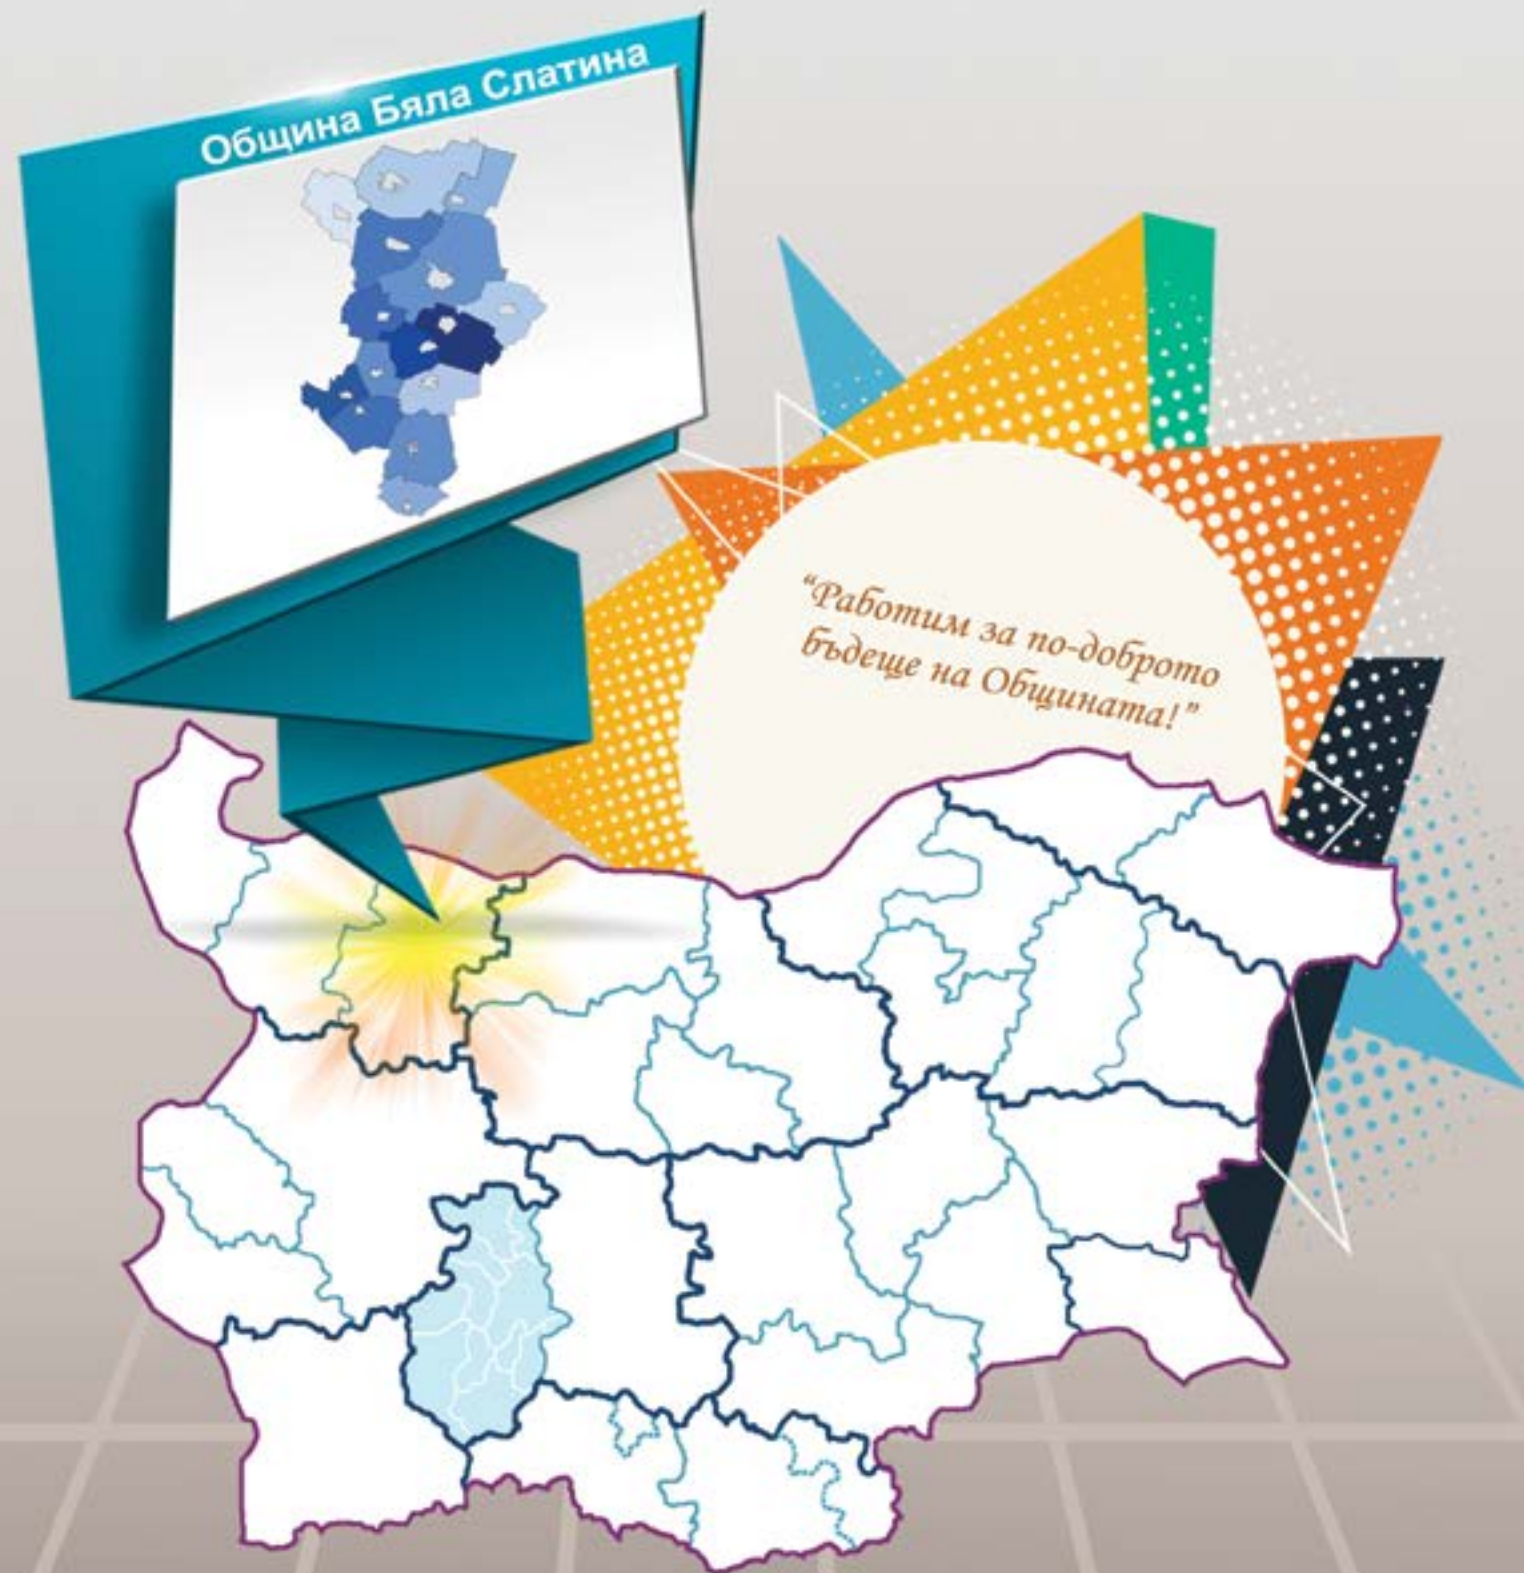 Община Бяла Слатина
“Работим за по-доброто
бъдеще на Общината!”